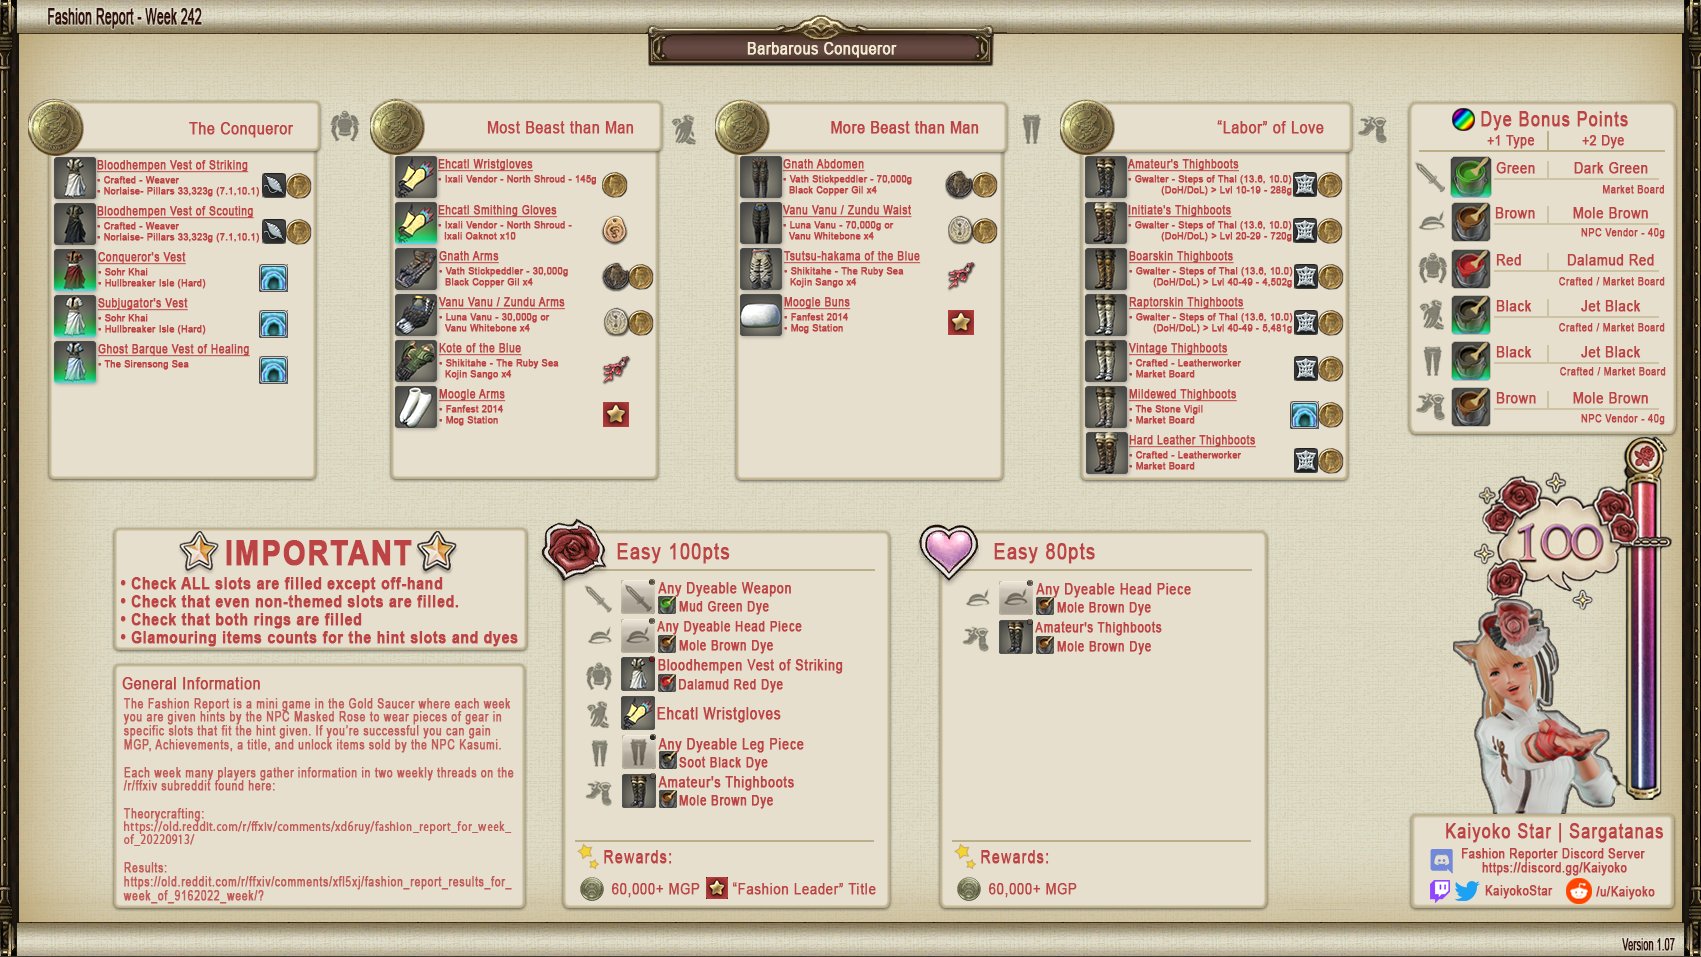 Fashion Report - Week 242
Barbarous Conqueror
The Conqueror
Bloodhempen Vest of Striking
• Crafted - Weaver
• Norlaise- Pillars 33,323g (7.1,10.1)
Bloodhempen Vest of Scouting
• Crafted - Weaver
• Norlaise- Pillars 33,323g (7.1,10.1)
Conqueror's Vest
• Sohr Khai
• Hullbreaker Isle (Hard)
Subjugator's Vest
• Sohr Khai
• Hullbreaker Isle (Hard)
Ghost Barque Vest of Healing
• The Sirensong Sea
Most Beast than Man
Ehcatl Wristgloves
• Ixali Vendor - North Shroud - 145g
Ehcatl Smithing Gloves
• Ixali Vendor - North Shroud -
Ixali Oaknot x10
Gnath Arms
• Vath Stickpeddler - 30,000g
Black Copper Gil x4
Vanu Vanu / Zundu Arms
• Luna Vanu - 30,000g or
Vanu Whitebone x4
Kote of the Blue
• Shikitahe - The Ruby Sea
Kojin Sango x4
Moogle Arms
• Fanfest 2014
• Mog Station
More Beast than Man
Gnath Abdomen
• Vath Stickpeddler - 70,000g
Black Copper Gil x4
Vanu Vanu / Zundu Waist
• Luna Vanu - 70,000g or
Vanu Whitebone x4
Tsutsu-hakama of the Blue
• Shikitahe - The Ruby Sea
Kojin Sango x4
Moogle Buns
• Fanfest 2014
• Mog Station
“Labor” of Love
Amateur's Thighboots
• Gwalter - Steps of Thal (13.6, 10.0)
(DoH/DoL) > Lvl 10-19 - 288g
Initiate's Thighboots
• Gwalter - Steps of Thal (13.6, 10.0)
(DoH/DoL) > Lvl 20-29 - 720g
Boarskin Thighboots
• Gwalter - Steps of Thal (13.6, 10.0)
(DoH/DoL) > Lvl 40-49 - 4,502g
Raptorskin Thighboots
• Gwalter - Steps of Thal (13.6, 10.0)
(DoH/DoL) > Lvl 40-49 - 5,481g
Vintage Thighboots
• Crafted - Leatherworker
• Market Board
Mildewed Thighboots
• The Stone Vigil
• Market Board
Hard Leather Thighboots
• Crafted - Leatherworker
• Market Board
Dye Bonus Points
+1 Type +2 Dye
Green Dark Green
Market Board
Brown Mole Brown
NPC Vendor - 40g
Red Dalamud Red
Crafted / Market Board
Black Jet Black
Crafted / Market Board
Black Jet Black
Crafted / Market Board
Brown Mole Brown
NPC Vendor - 40g
IMPORTANT
• Check ALL slots are filled except off-hand
• Check that even non-themed slots are filled.
• Check that both rings are filled
• Glamouring items counts for the hint slots and dyes
General Information
The Fashion Report is a mini game in the Gold Saucer where each week
you are given hints by the NPC Masked Rose to wear pieces of gear in
specific slots that fit the hint given. If you're successful you can gain
MGP, Achievements, a title, and unlock items sold by the NPC Kasumi.
Each week many players gather information in two weekly threads on the
/r/ffxiv subreddit found here:
Theorycrafting:
https://old.reddit.com/r/ffxiv/comments/xd6ruy/fashion_report_for_week_
of_20220913/
Results:
https://old.reddit.com/r/ffxiv/comments/xfl5xj/fashion_report_results_for_
week_of_9162022_week/?
Easy 100pts
Any Dyeable Weapon
Mud Green Dye
Any Dyeable Head Piece
Mole Brown Dye
Bloodhempen Vest of Striking
Dalamud Red Dye
Ehcatl Wristgloves
Any Dyeable Leg Piece
Soot Black Dye
Amateur's Thighboots
Mole Brown Dye
Rewards:
60,000+ MGP “Fashion Leader” Title
Easy 80pts
Any Dyeable Head Piece
Mole Brown Dye
Amateur's Thighboots
Mole Brown Dye
Rewards:
60,000+ MGP
100
Kaiyoko Star | Sargatanas
Fashion Reporter Discord Server
https://discord.gg/Kaiyoko
KaiyokoStar /u/Kaiyoko
Version 1.07